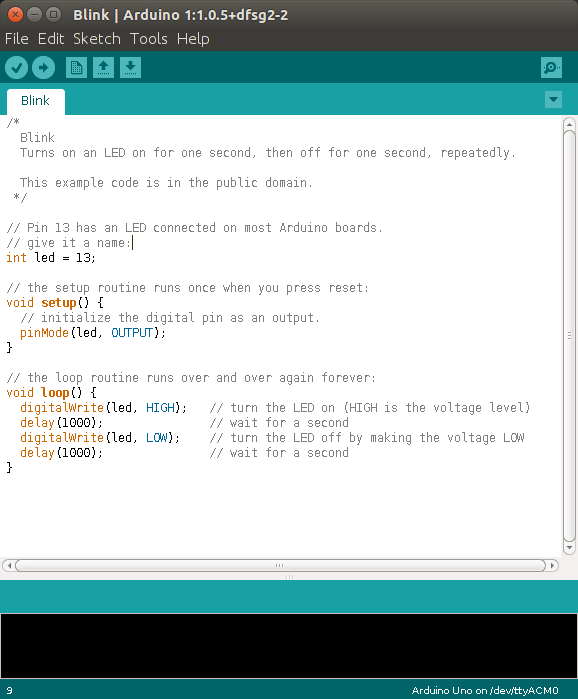 Blink | Arduino 1:1.0.5+dfsg2-2
File Edit Sketch Tools Help
Blink
/*
  Blink
  Turns on an LED on for one second, then off for one second, repeatedly.

  This example code is in the public domain.
 */

// Pin 13 has an LED connected on most Arduino boards.
// give it a name:
int led = 13;

// the setup routine runs once when you press reset:
void setup() {
  // initialize the digital pin as an output.
  pinMode(led, OUTPUT);
}

// the loop routine runs over and over again forever:
void loop() {
  digitalWrite(led, HIGH);   // turn the LED on (HIGH is the voltage level)
  delay(1000);               // wait for a second
  digitalWrite(led, LOW);    // turn the LED off by making the voltage LOW
  delay(1000);               // wait for a second
}
9
Arduino Uno on /dev/ttyACM0